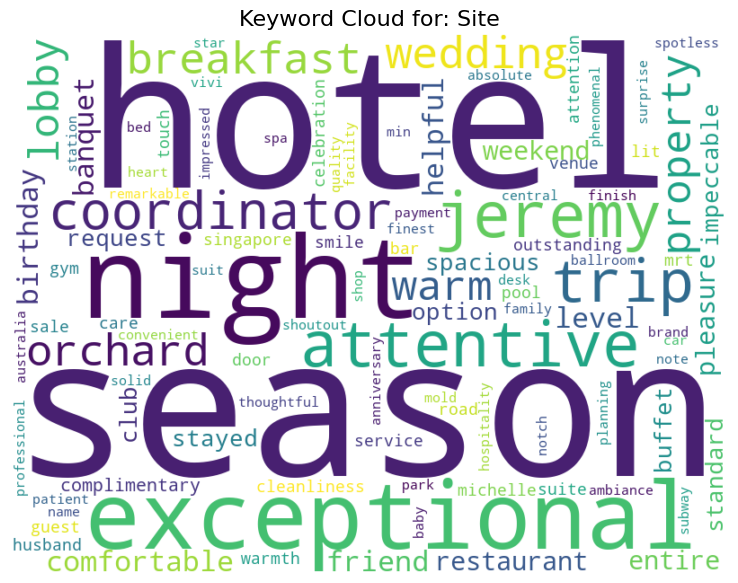 Keyword Cloud for: Site
star
spotless
breakfast
wedding
hotel
vivi
absolute
lobby
station
banquet
bed
touch
impressed
spa
celebration
quality
facility
min
helpful
attention
phenomenal
surprise
weekend
venue
lit
property
impeccable
birthday
heart
remarkable
coordinator
payment
central
finish
jeremy
request
singapore
smile
finest
bar
outstanding
night
gym
suit
shop
spacious
ballroom
mrt
warm
desk
pool
trip
pleasure
option
family
level
sale
care
convenient
shoutout
australia
orchard
door
attentive
brand
car
note
season
solid
thoughtful
anniversary
mold
road
hospitality
notch
planning
buffet
standard
professional
club
stayed
service
complimentary
cleanliness
park
michelle
suite
ambiance
patient
name
guest
exceptional
baby
subway
husband
comfortable
warmth
friend
restaurant
entire